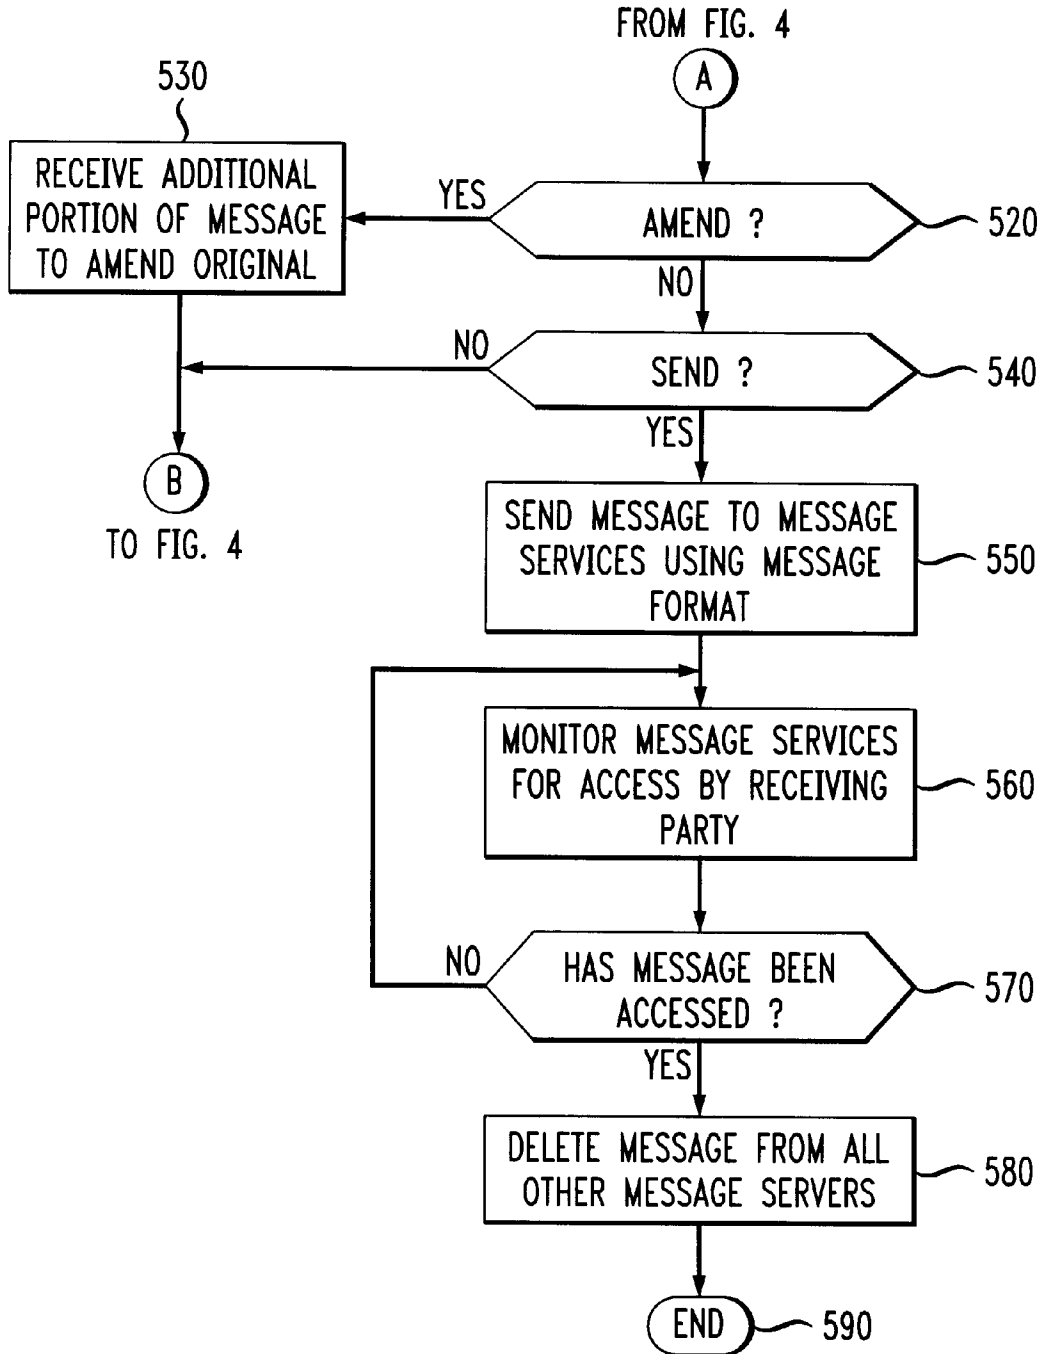 FROM FIG. 4
A
530
RECEIVE ADDITIONAL
PORTION OF MESSAGE
TO AMEND ORIGINAL
YES
AMEND ?
520
NO
NO
SEND ?
540
YES
B
TO FIG. 4
SEND MESSAGE TO MESSAGE
SERVICES USING MESSAGE
FORMAT
550
MONITOR MESSAGE SERVICES
FOR ACCESS BY RECEIVING
PARTY
560
NO
HAS MESSAGE BEEN
ACCESSED ?
570
YES
DELETE MESSAGE FROM ALL
OTHER MESSAGE SERVERS
580
END
590